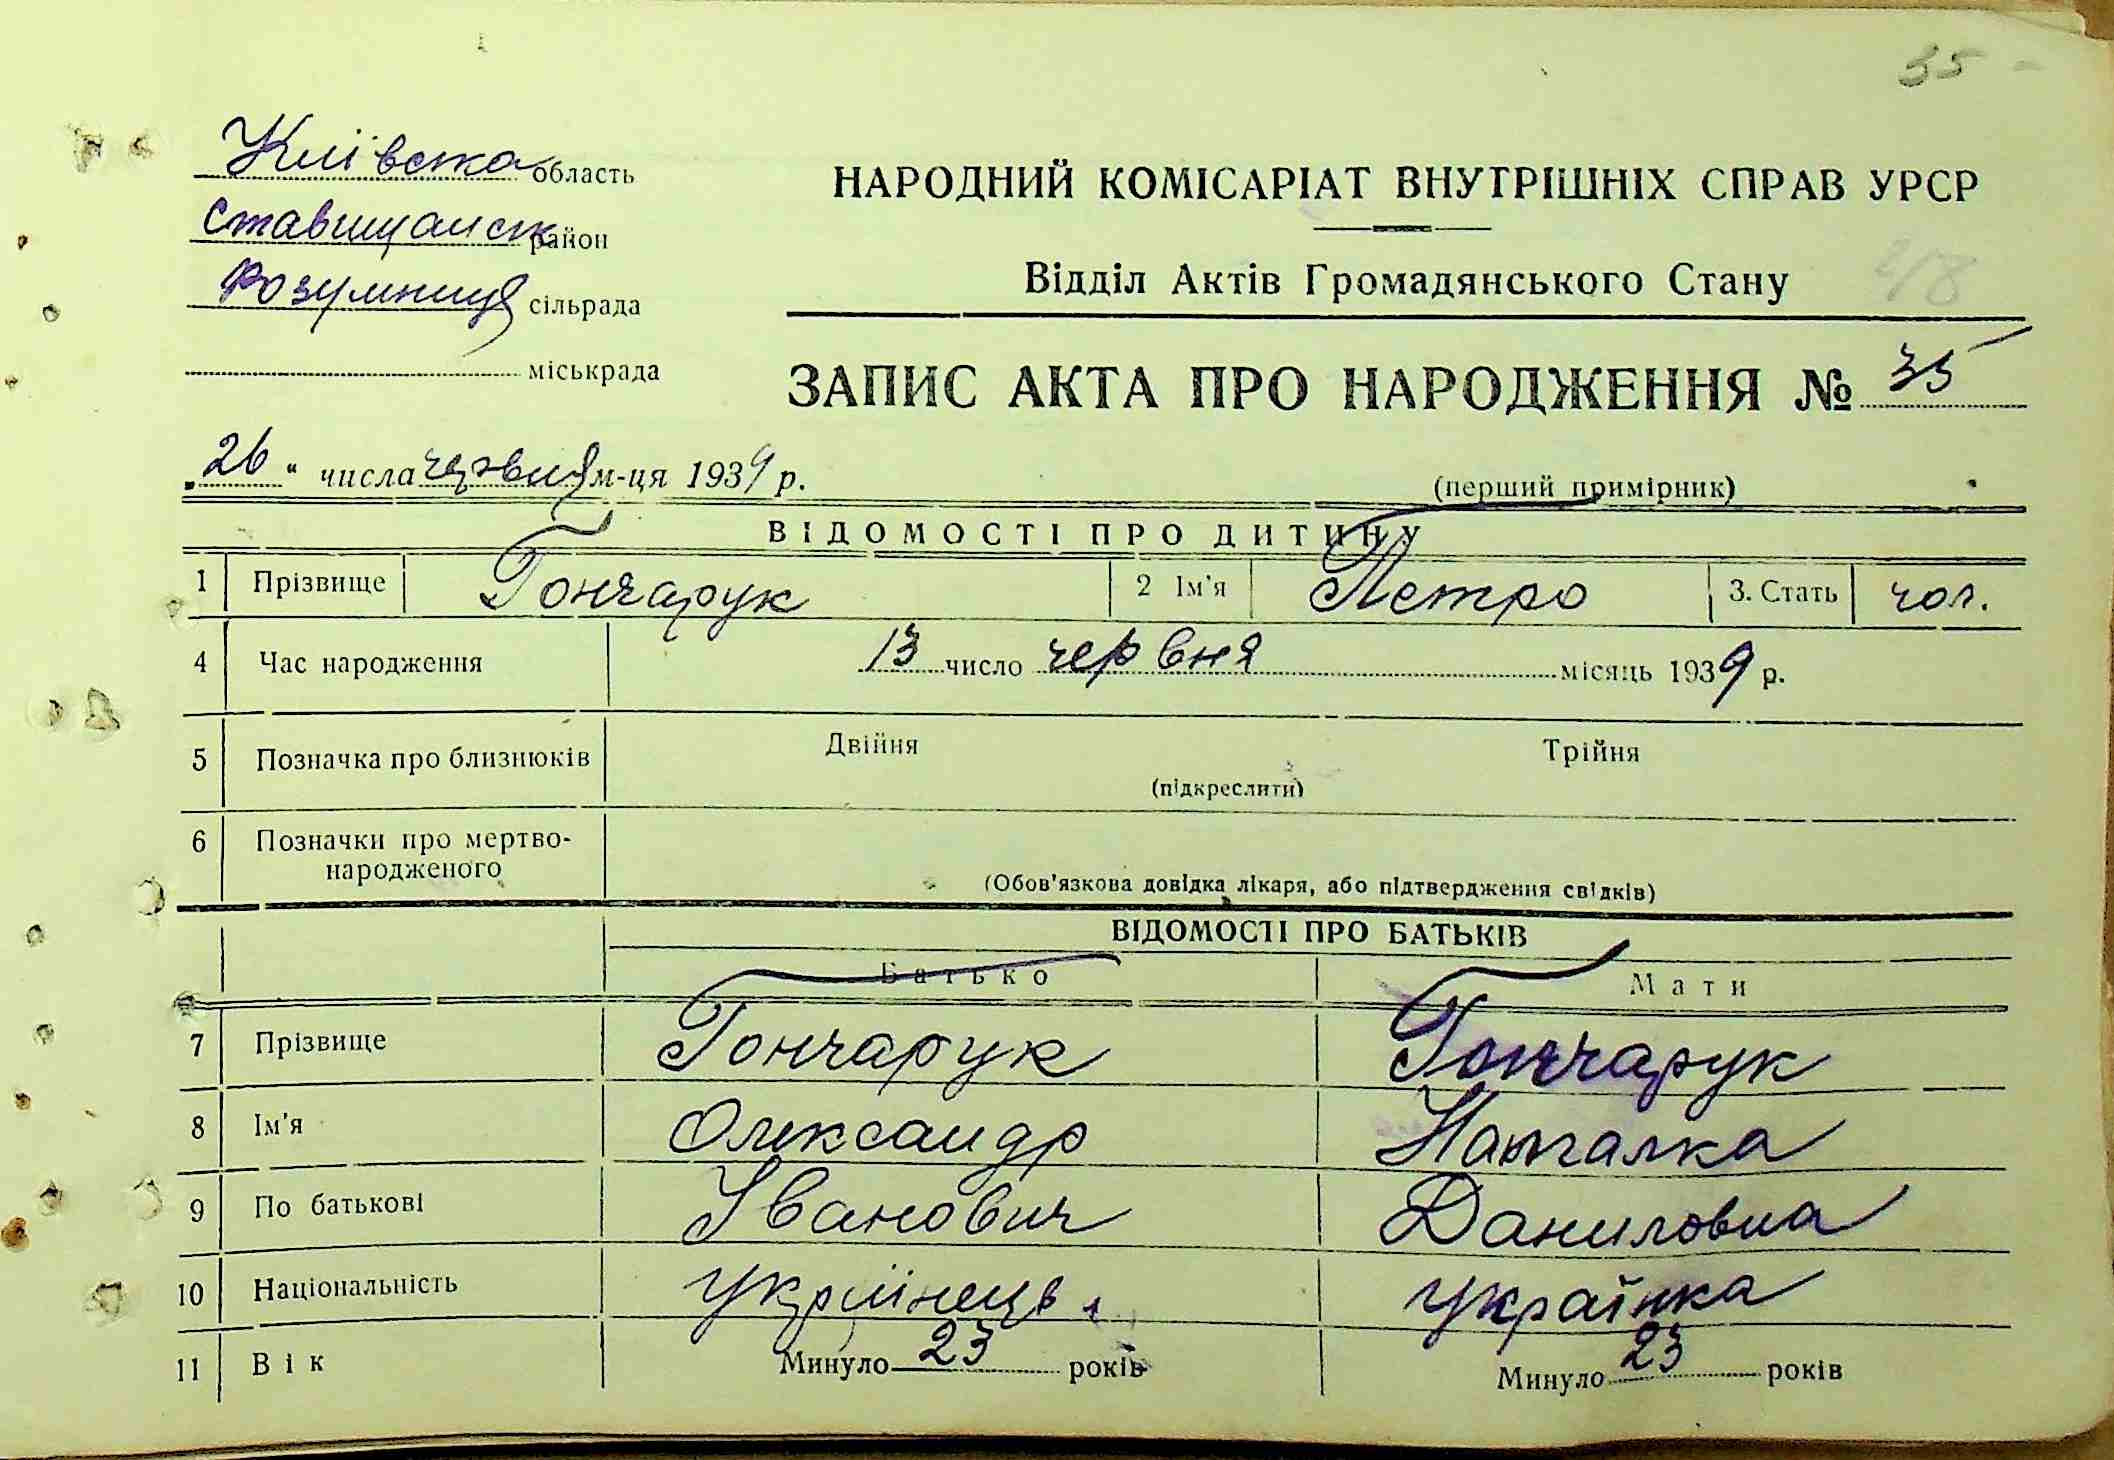 35
Київська область
Ставищанськ район
Розумниця сільрада
міськрада
НАРОДНИЙ КОМІСАРІАТ ВНУТРІШНІХ СПРАВ УРСР
Відділ Актів Громадянського Стану
ЗАПИС АКТА ПРО НАРОДЖЕННЯ № 35
„26“ числа червня м-ця 1939 р.
(перший примірник)
ВІДОМОСТІ ПРО ДИТИНУ
1 Прізвище Гончарук 2 Ім'я Петро 3. Стать чол.
4 Час народження 13 число червня місяць 1939 р.
5 Позначка про близнюків Двійня Трійня
(підкреслити)
6 Позначки про мертво-
народженого
(Обов'язкова довідка лікаря, або підтвердження свідків)
ВІДОМОСТІ ПРО БАТЬКІВ
Батько Мати
7 Прізвище Гончарук Гончарук
8 Ім'я Олександр Наталка
9 По батькові Іванович Даниловна
10 Національність Українець Українка
11 Вік Минуло 23 років Минуло 23 років